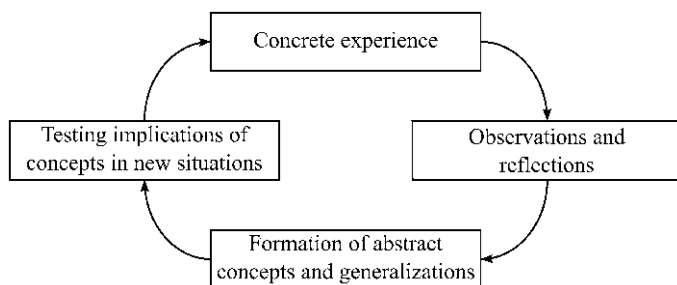 Concrete experience
Testing implications of
concepts in new situations
Observations and
reflections
Formation of abstract
concepts and generalizations